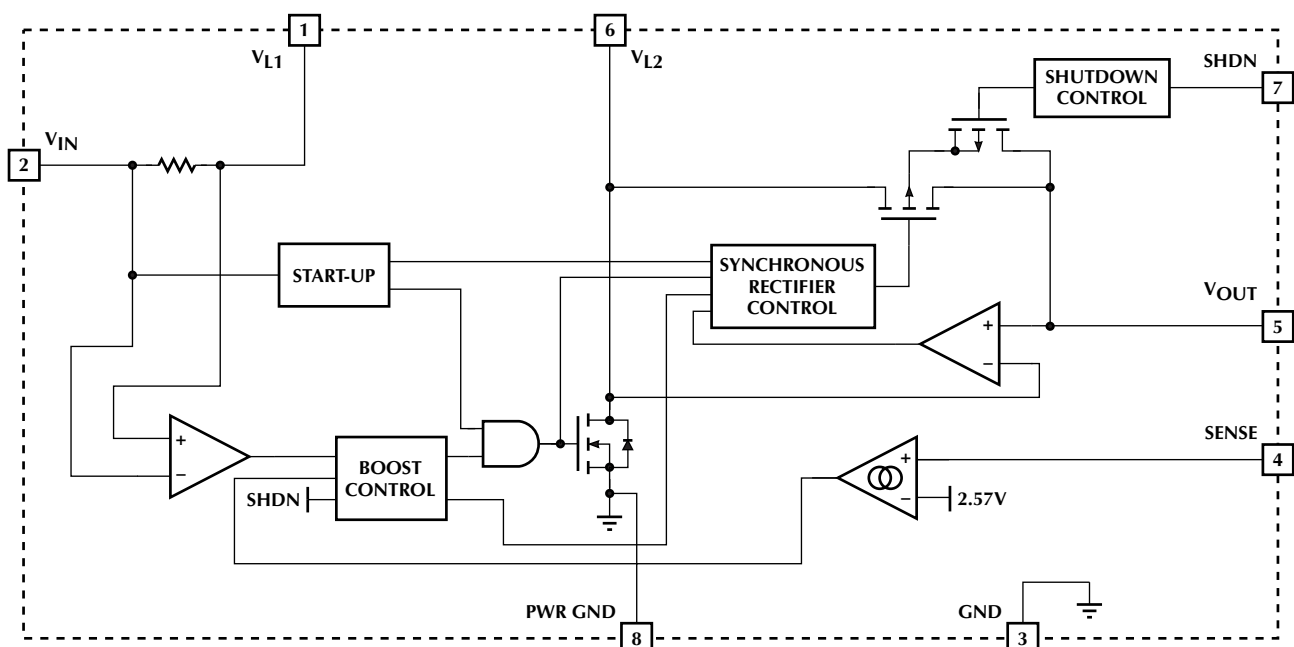 1
6
VL1
VL2
SHDN
SHUTDOWN
CONTROL
7
VIN
2
START-UP
SYNCHRONOUS
RECTIFIER
CONTROL
VOUT
+
5
−
+
−
BOOST
CONTROL
SHDN
SENSE
+
4
−
2.57V
PWR GND
GND
8
3